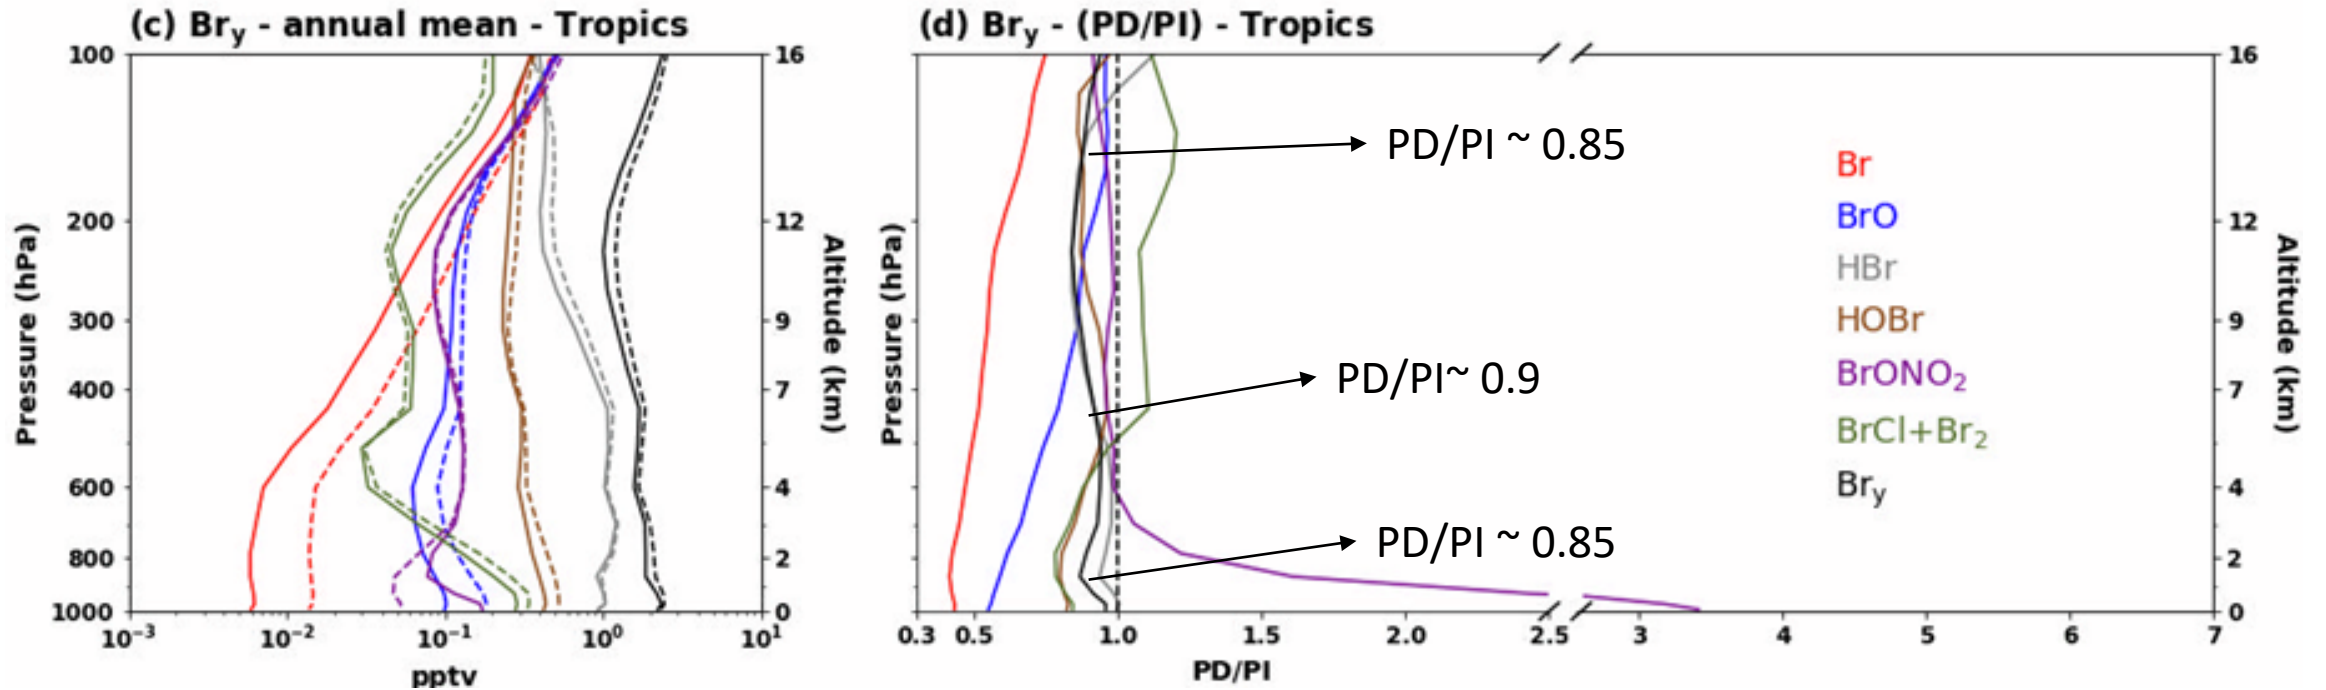 (c) Br_y - annual mean - Tropics
100
200
300
400
600
800
1000
Pressure (hPa)
16
12
9
7
4
2
0
Altitude (km)
10^-3
10^-2
10^-1
10^0
10^1
pptv
(d) Br_y - (PD/PI) - Tropics
Pressure (hPa)
PD/PI ~ 0.85
PD/PI~ 0.9
PD/PI ~ 0.85
Br
BrO
HBr
HOBr
BrONO₂
BrCl+Br₂
Br_y
16
12
9
7
4
2
0
Altitude (km)
0.3
0.5
1.0
1.5
2.0
2.5
3
4
5
6
7
PD/PI